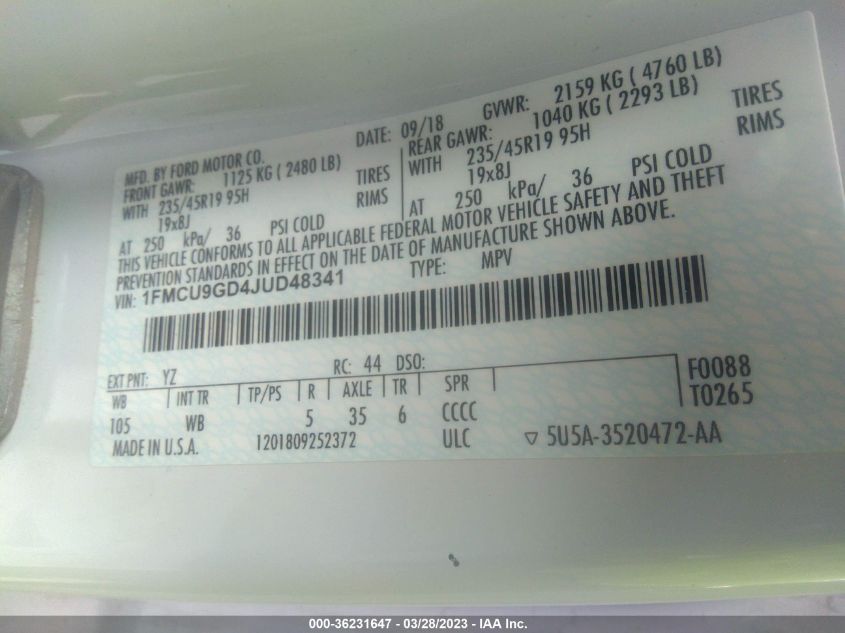 MFD. BY FORD MOTOR CO. DATE: 09/18 GVWR: 2159 KG ( 4760 LB)
FRONT GAWR: 1125 KG ( 2480 LB) REAR GAWR: 1040 KG ( 2293 LB)
WITH 235/45R19 95H TIRES WITH 235/45R19 95H TIRES
19x8J RIMS 19x8J RIMS
AT 250 kPa/ 36 PSI COLD AT 250 kPa/ 36 PSI COLD
THIS VEHICLE CONFORMS TO ALL APPLICABLE FEDERAL MOTOR VEHICLE SAFETY AND THEFT
PREVENTION STANDARDS IN EFFECT ON THE DATE OF MANUFACTURE SHOWN ABOVE.
VIN: 1FMCU9GD4JUD48341 TYPE: MPV
EXT PNT: YZ RC: 44 DSO: F0088
WB INT TR TP/PS R AXLE TR SPR T0265
105 WB 5 35 6 CCCC
MADE IN U.S.A. 1201809252372 ULC ▽ 5U5A-3520472-AA
000-36231647 / 03/28/2023 - IAA Inc.